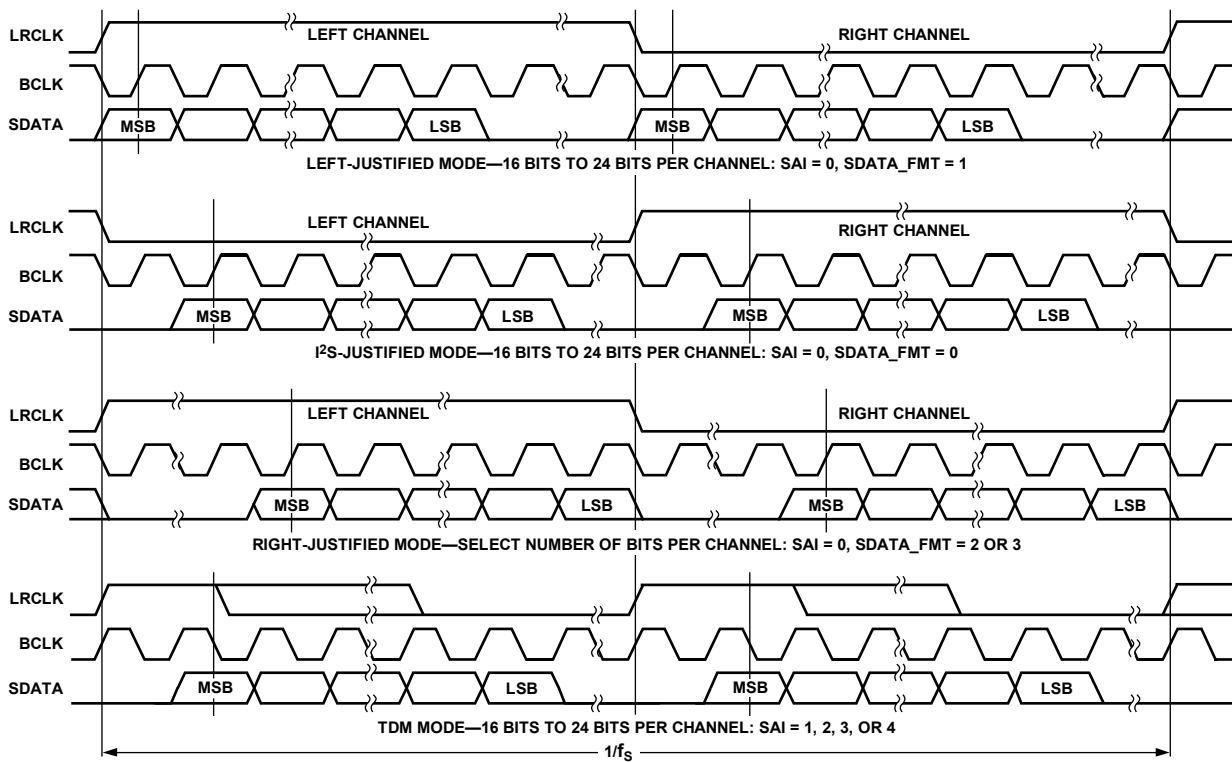 LRCLK LEFT CHANNEL RIGHT CHANNEL
BCLK
SDATA MSB LSB MSB LSB
LEFT-JUSTIFIED MODE—16 BITS TO 24 BITS PER CHANNEL: SAI = 0, SDATA_FMT = 1
LRCLK LEFT CHANNEL RIGHT CHANNEL
BCLK
SDATA MSB LSB MSB LSB
I²S-JUSTIFIED MODE—16 BITS TO 24 BITS PER CHANNEL: SAI = 0, SDATA_FMT = 0
LRCLK LEFT CHANNEL RIGHT CHANNEL
BCLK
SDATA MSB LSB MSB LSB
RIGHT-JUSTIFIED MODE—SELECT NUMBER OF BITS PER CHANNEL: SAI = 0, SDATA_FMT = 2 OR 3
LRCLK
BCLK
SDATA MSB LSB MSB LSB
TDM MODE—16 BITS TO 24 BITS PER CHANNEL: SAI = 1, 2, 3, OR 4
1/fS